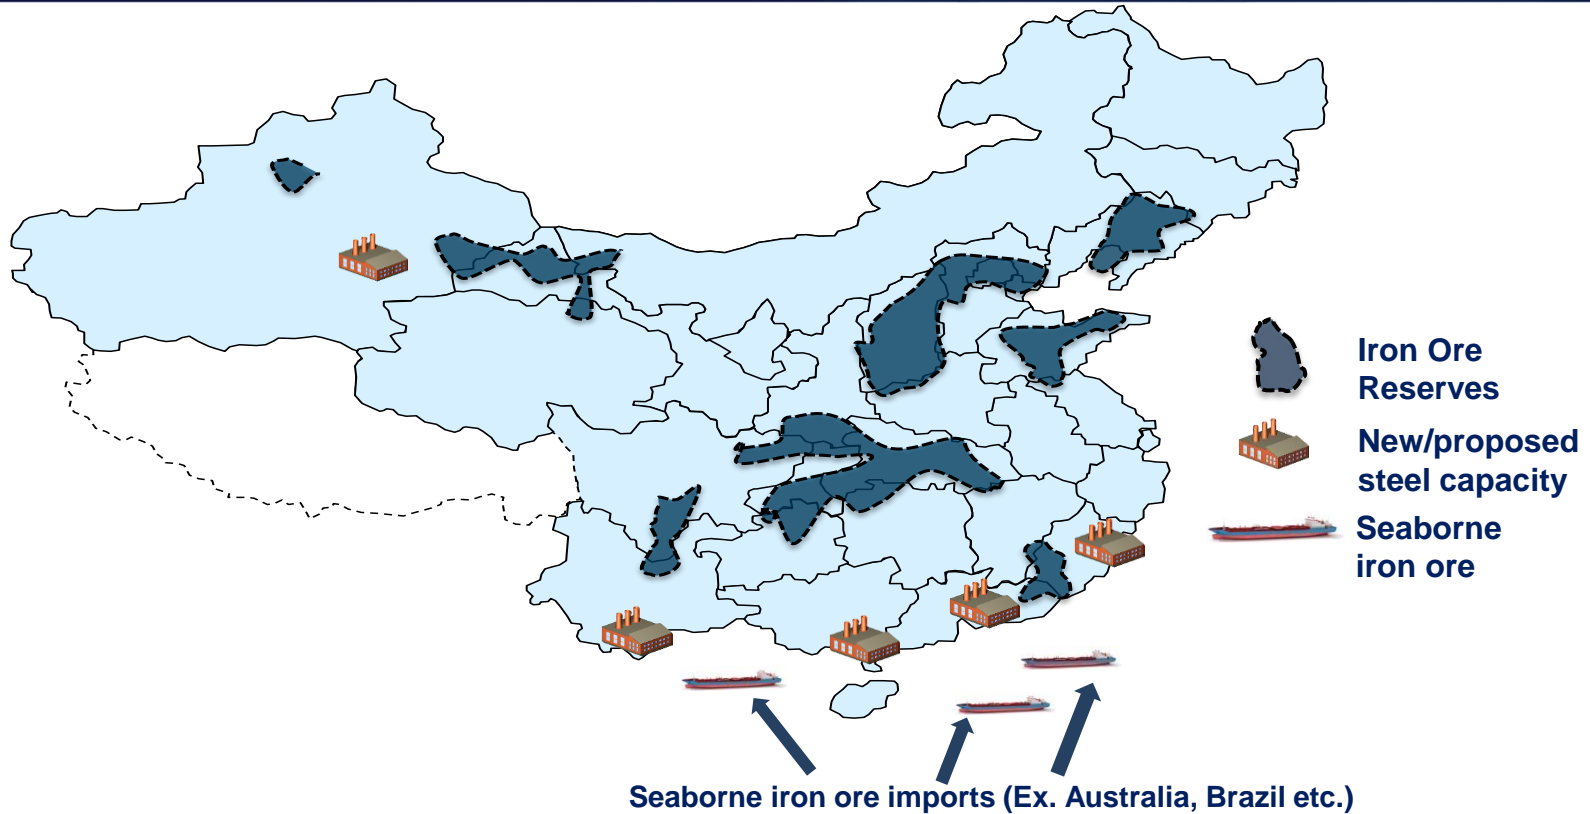 Iron Ore
Reserves
New/proposed
steel capacity
Seaborne
iron ore
Seaborne iron ore imports (Ex. Australia, Brazil etc.)